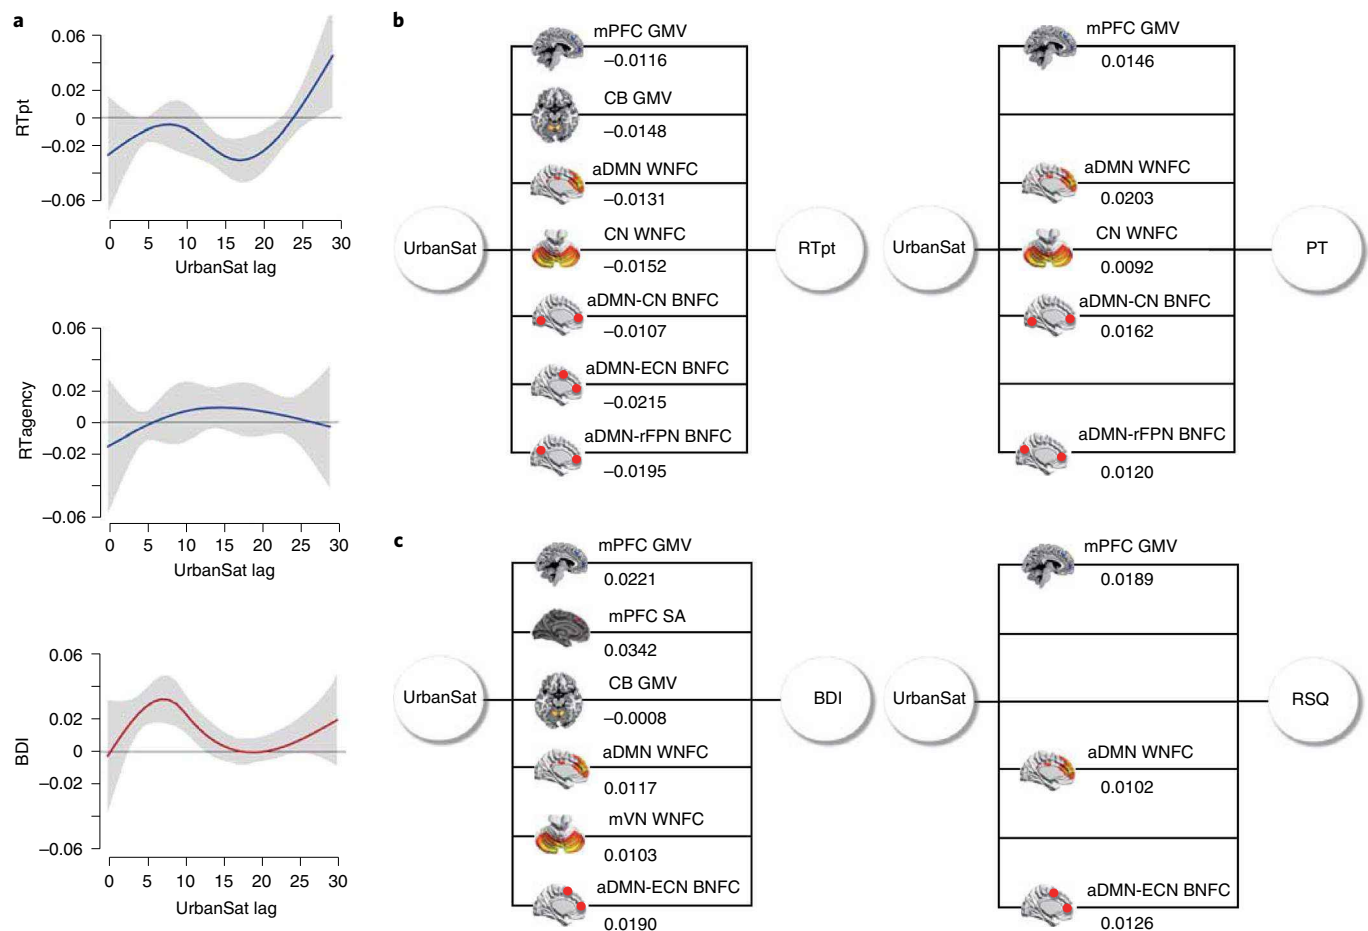 a
0.06
0.02
0
–0.02
–0.06
RTpt
0 5 10 15 20 25 30
UrbanSat lag
0.06
0.02
0
–0.02
–0.06
RTagency
0 5 10 15 20 25 30
UrbanSat lag
0.06
0.02
0
–0.02
–0.06
BDI
0 5 10 15 20 25 30
UrbanSat lag
b
UrbanSat
mPFC GMV
–0.0116
CB GMV
–0.0148
aDMN WNFC
–0.0131
CN WNFC
–0.0152
aDMN-CN BNFC
–0.0107
aDMN-ECN BNFC
–0.0215
aDMN-rFPN BNFC
–0.0195
RTpt
UrbanSat
mPFC GMV
0.0146
aDMN WNFC
0.0203
CN WNFC
0.0092
aDMN-CN BNFC
0.0162
aDMN-rFPN BNFC
0.0120
PT
c
UrbanSat
mPFC GMV
0.0221
mPFC SA
0.0342
CB GMV
–0.0008
aDMN WNFC
0.0117
mVN WNFC
0.0103
aDMN-ECN BNFC
0.0190
BDI
UrbanSat
mPFC GMV
0.0189
aDMN WNFC
0.0102
aDMN-ECN BNFC
0.0126
RSQ